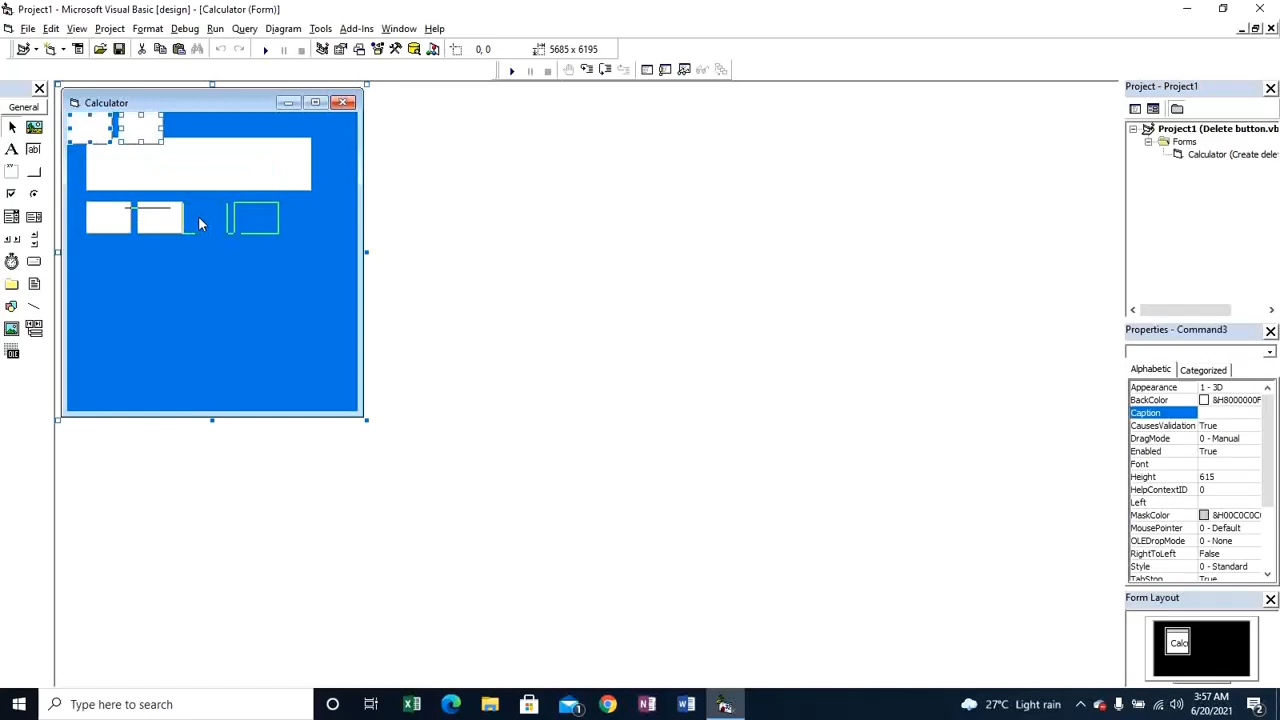 Project1 - Microsoft Visual Basic [design] - [Calculator (Form)]
File Edit View Project Format Debug Run Query Diagram Tools Add-Ins Window Help
0, 0
5685 x 6195
General
Calculator
Project - Project1
Project1 (Delete button.vb
Forms
Calculator (Create dele
Properties - Command3
Alphabetic Categorized
Appearance 1 - 3D
BackColor &H8000000F
Caption
CausesValidation True
DragMode 0 - Manual
Enabled True
Font
Height 615
HelpContextID 0
Left
MaskColor &H00C0C0C(
MousePointer 0 - Default
OLEDropMode 0 - None
RightToLeft False
Style 0 - Standard
TabStop True
Form Layout
Calc
Type here to search
27°C Light rain
3:57 AM
6/20/2021